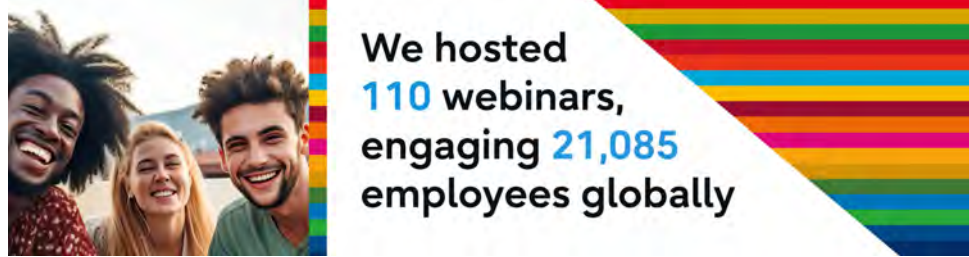 We hosted
110 webinars,
engaging 21,085
employees globally